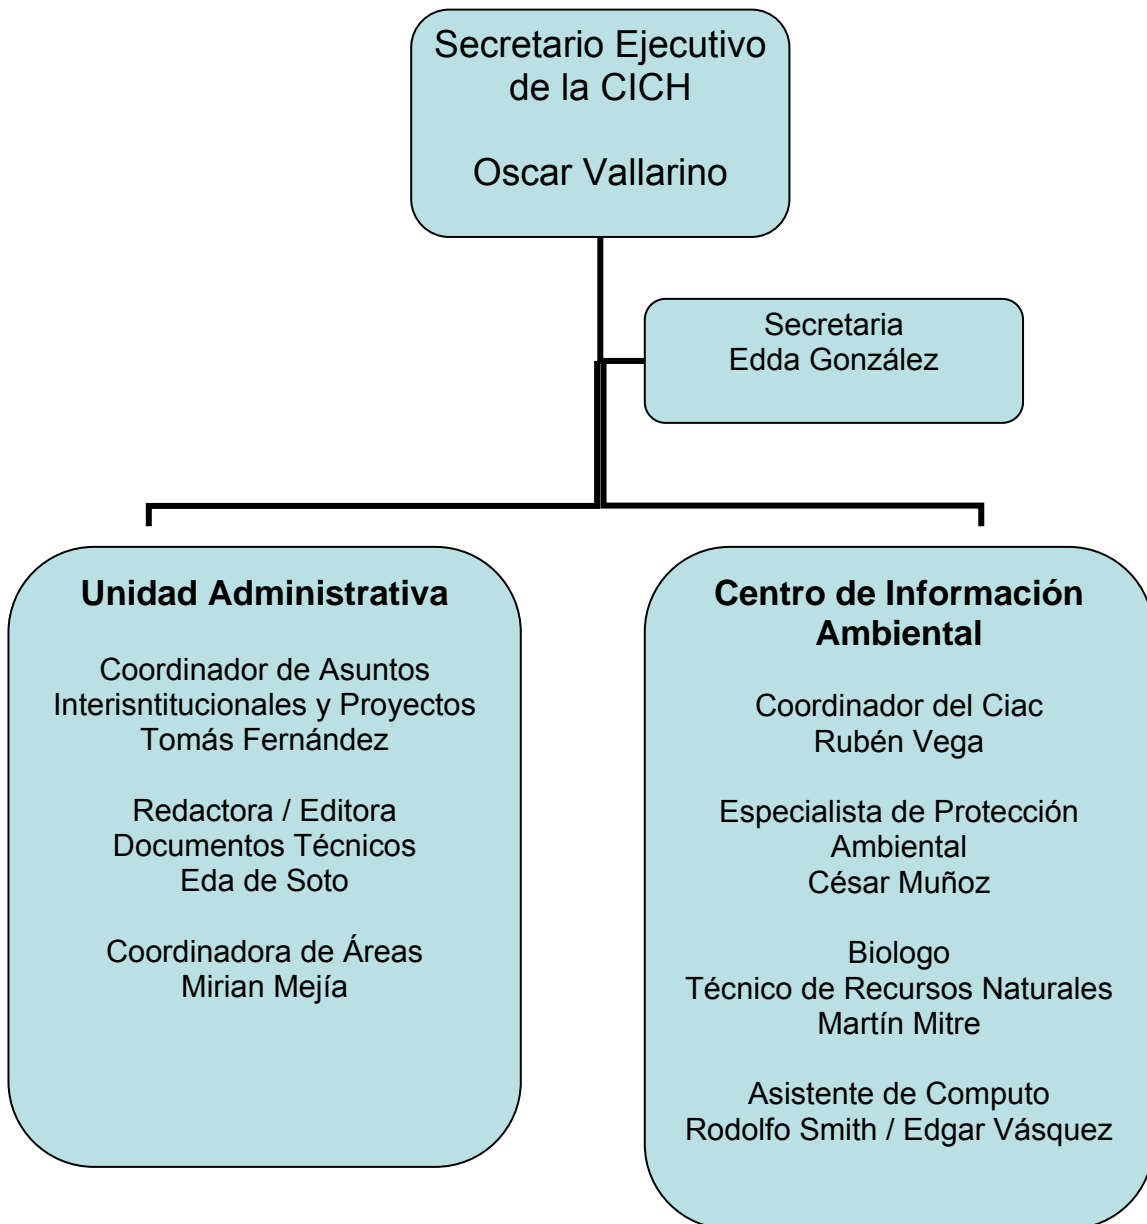 Secretario Ejecutivo
de la CICH
Oscar Vallarino
Secretaria
Edda González
Unidad Administrativa
Coordinador de Asuntos
Interisntitucionales y Proyectos
Tomás Fernández
Redactora / Editora
Documentos Técnicos
Eda de Soto
Coordinadora de Áreas
Mirian Mejía
Centro de Información
Ambiental
Coordinador del Ciac
Rubén Vega
Especialista de Protección
Ambiental
César Muñoz
Biologo
Técnico de Recursos Naturales
Martín Mitre
Asistente de Computo
Rodolfo Smith / Edgar Vásquez